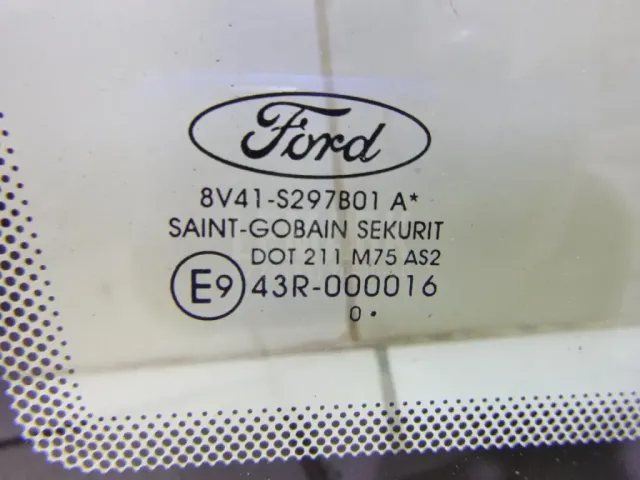 Ford
8V41-S297B01 A*
SAINT-GOBAIN SEKURIT
DOT 211 M75 AS2
E9 43R-000016
0 •